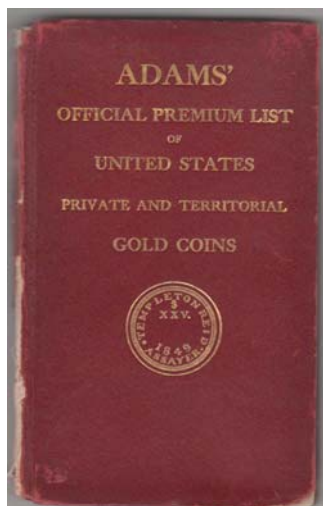 ADAMS'
OFFICIAL PREMIUM LIST
OF
UNITED STATES
PRIVATE AND TERRITORIAL
GOLD COINS
TEMPLETON REID
$
XXV.
1849
ASSAYER.